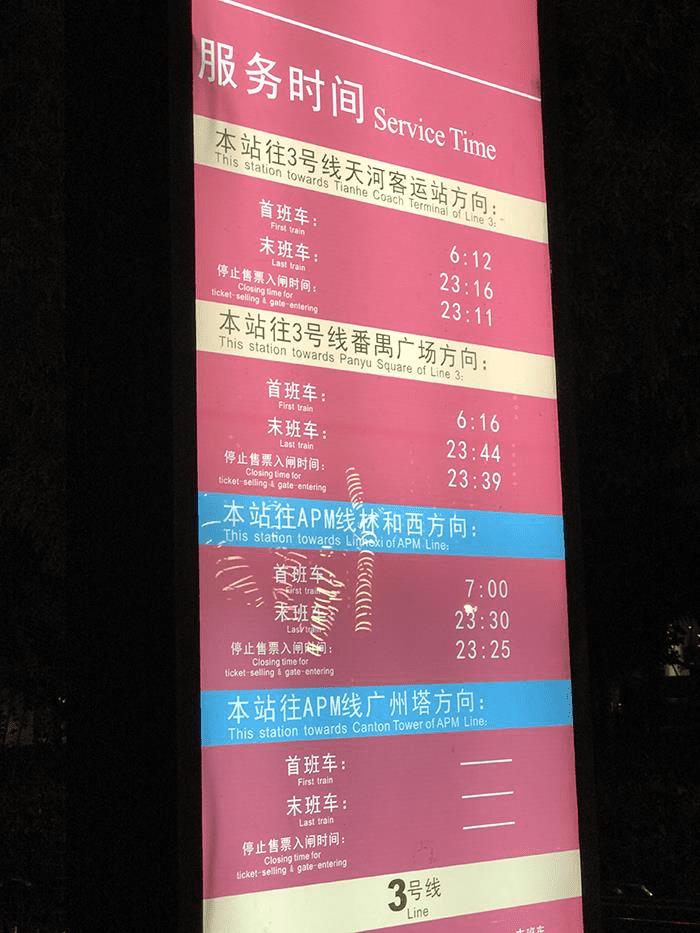 服务时间 Service Time
本站往3号线天河客运站方向:
This station towards Tianhe Coach Terminal of Line 3:
首班车: 6:12
First train
末班车: 23:16
Last train
停止售票入闸时间: 23:11
Closing time for
ticket-selling & gate-entering
本站往3号线番禺广场方向:
This station towards Panyu Square of Line 3:
首班车: 6:16
First train
末班车: 23:44
Last train
停止售票入闸时间: 23:39
Closing time for
ticket-selling & gate-entering
本站往APM线林和西方向:
This station towards Linhexi of APM Line:
首班车: 7:00
First train
末班车: 23:30
Last train
停止售票入闸时间: 23:25
Closing time for
ticket-selling & gate-entering
本站往APM线广州塔方向:
This station towards Canton Tower of APM Line:
首班车: ——
First train
末班车: ——
Last train
停止售票入闸时间: ——
Closing time for
ticket-selling & gate-entering
3号线
Line